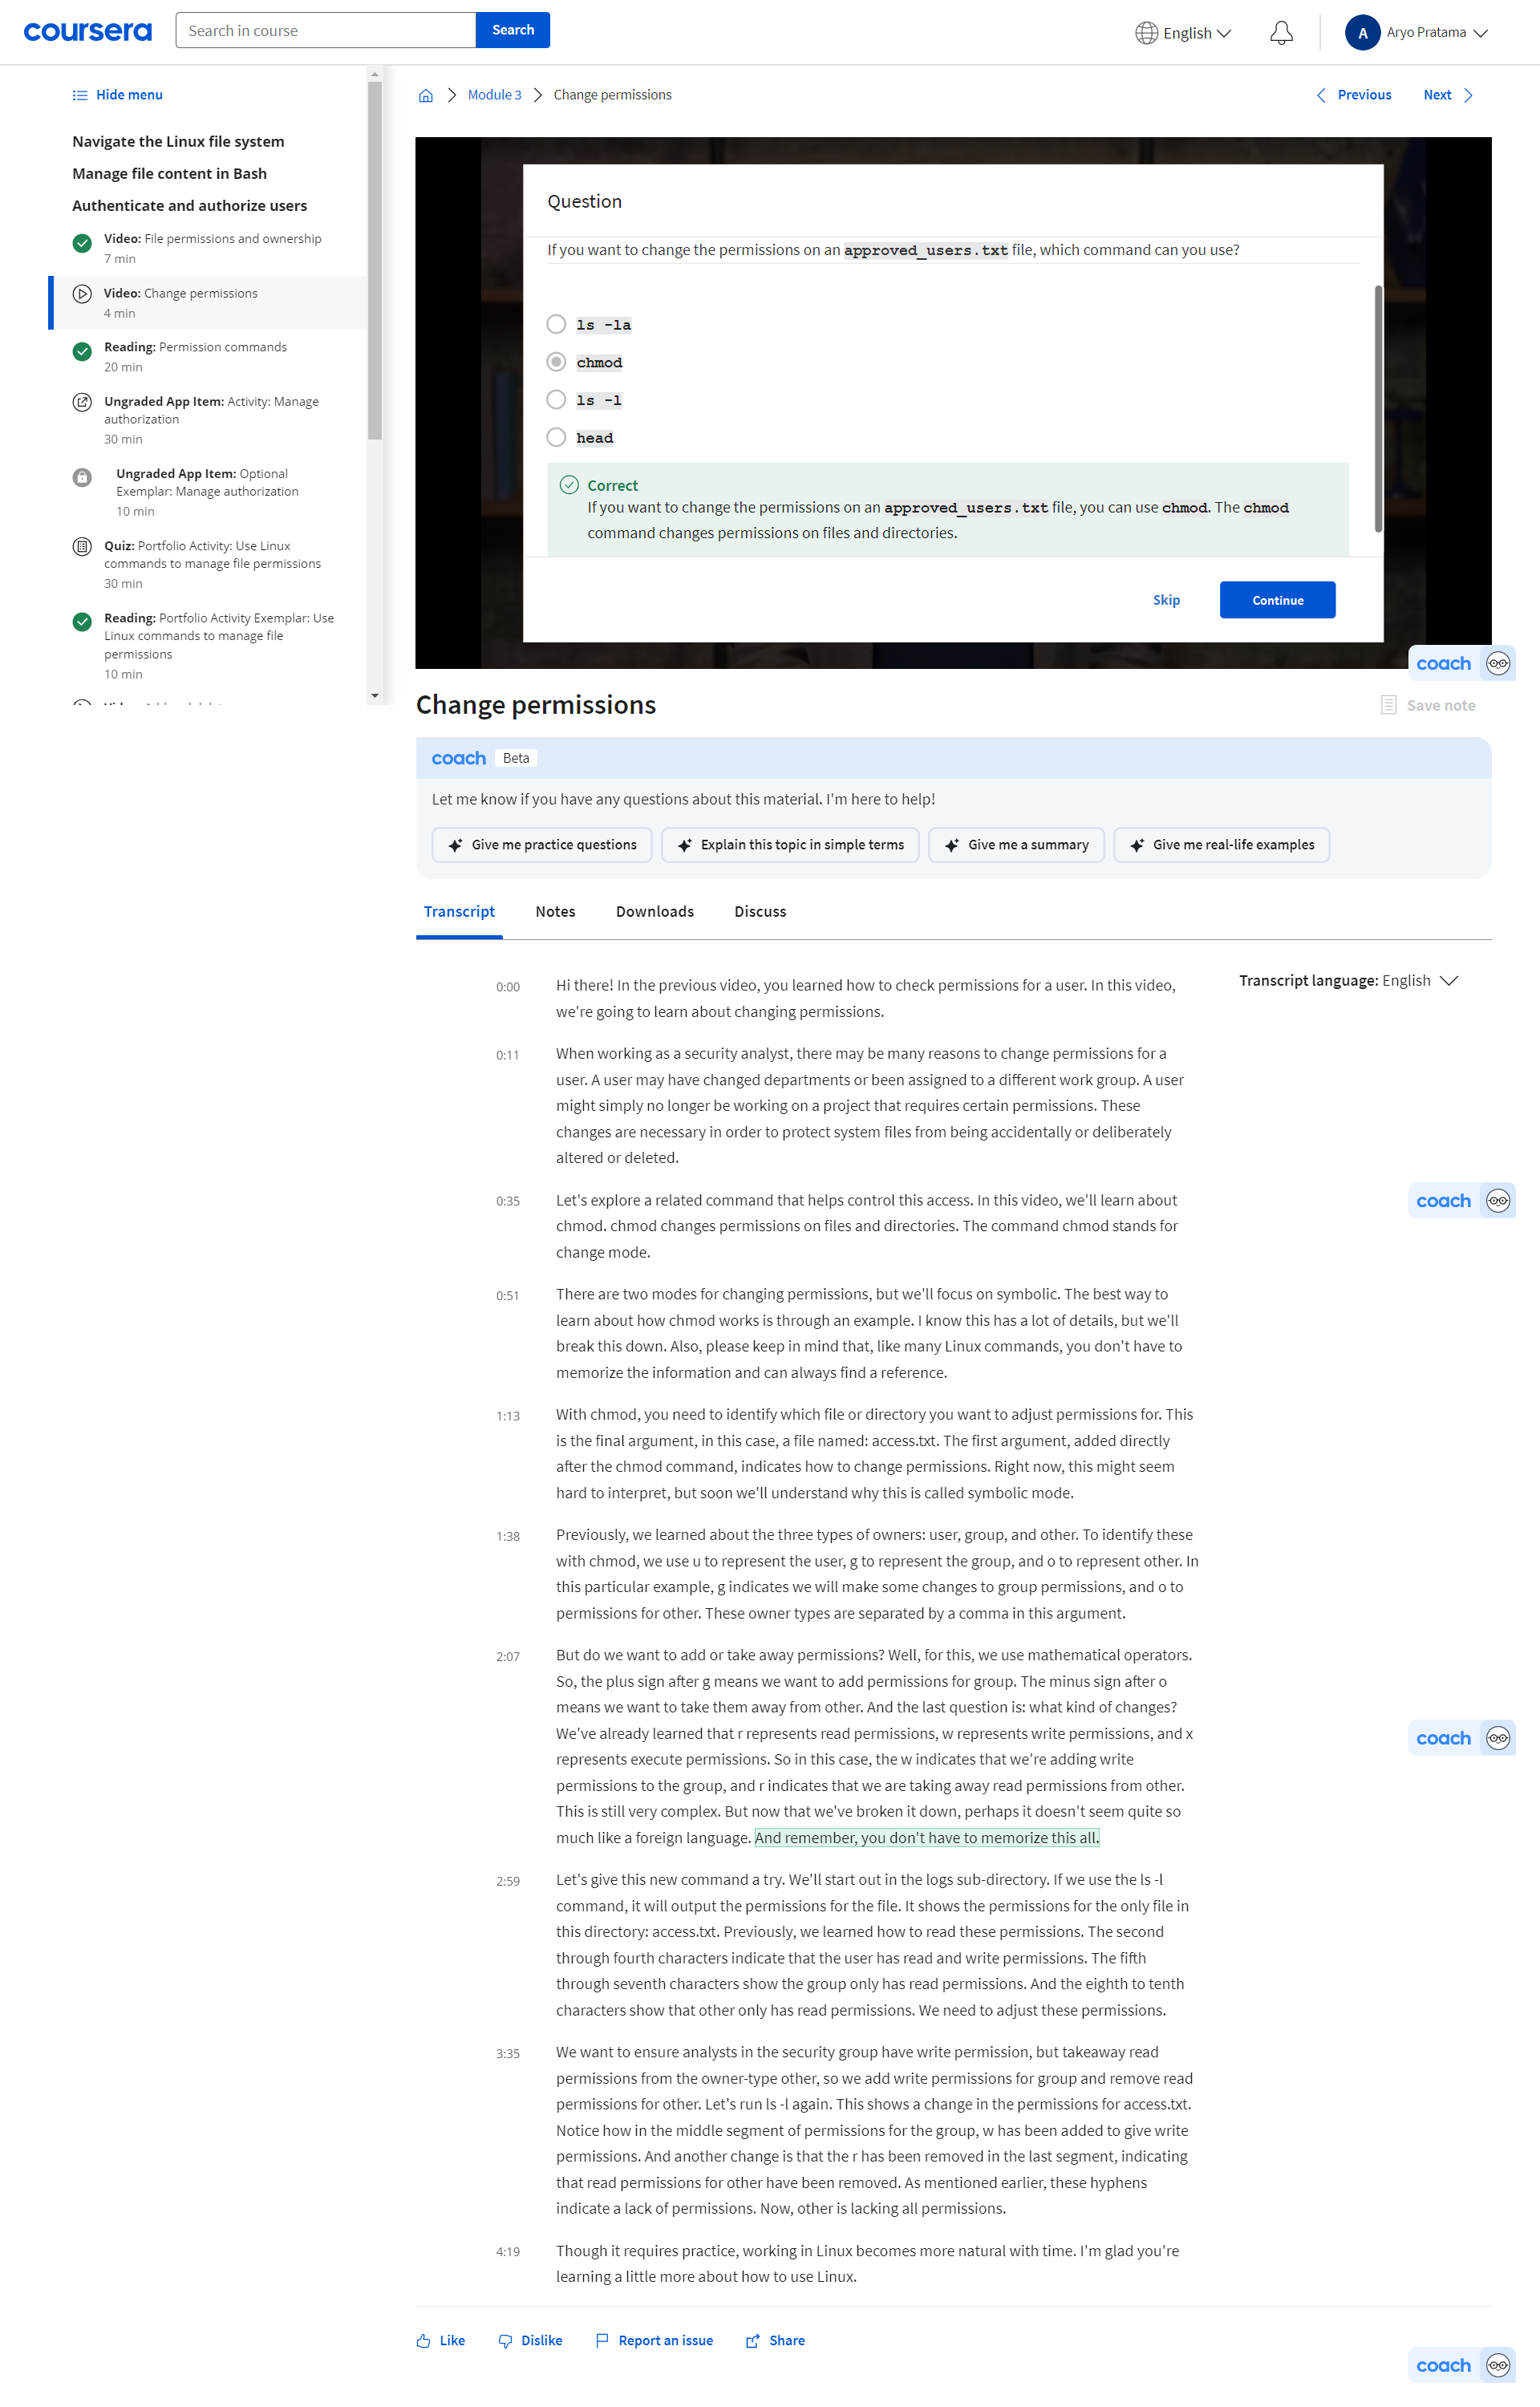 coursera
Search in course
Search
English
A
Aryo Pratama
Hide menu
Navigate the Linux file system
Manage file content in Bash
Authenticate and authorize users
Video: File permissions and ownership
7 min
Video: Change permissions
4 min
Reading: Permission commands
20 min
Ungraded App Item: Activity: Manage
authorization
30 min
Ungraded App Item: Optional
Exemplar: Manage authorization
10 min
Quiz: Portfolio Activity: Use Linux
commands to manage file permissions
30 min
Reading: Portfolio Activity Exemplar: Use
Linux commands to manage file
permissions
10 min
Module 3
Change permissions
Previous
Next
Question
If you want to change the permissions on an approved_users.txt file, which command can you use?
ls -la
chmod
ls -l
head
Correct
If you want to change the permissions on an approved_users.txt file, you can use chmod. The chmod
command changes permissions on files and directories.
Skip
Continue
coach
Change permissions
Save note
coach
Beta
Let me know if you have any questions about this material. I'm here to help!
Give me practice questions
Explain this topic in simple terms
Give me a summary
Give me real-life examples
Transcript
Notes
Downloads
Discuss
Transcript language: English
0:00
Hi there! In the previous video, you learned how to check permissions for a user. In this video,
we're going to learn about changing permissions.
0:11
When working as a security analyst, there may be many reasons to change permissions for a
user. A user may have changed departments or been assigned to a different work group. A user
might simply no longer be working on a project that requires certain permissions. These
changes are necessary in order to protect system files from being accidentally or deliberately
altered or deleted.
0:35
Let's explore a related command that helps control this access. In this video, we'll learn about
chmod. chmod changes permissions on files and directories. The command chmod stands for
change mode.
coach
0:51
There are two modes for changing permissions, but we'll focus on symbolic. The best way to
learn about how chmod works is through an example. I know this has a lot of details, but we'll
break this down. Also, please keep in mind that, like many Linux commands, you don't have to
memorize the information and can always find a reference.
1:13
With chmod, you need to identify which file or directory you want to adjust permissions for. This
is the final argument, in this case, a file named: access.txt. The first argument, added directly
after the chmod command, indicates how to change permissions. Right now, this might seem
hard to interpret, but soon we'll understand why this is called symbolic mode.
1:38
Previously, we learned about the three types of owners: user, group, and other. To identify these
with chmod, we use u to represent the user, g to represent the group, and o to represent other. In
this particular example, g indicates we will make some changes to group permissions, and o to
permissions for other. These owner types are separated by a comma in this argument.
2:07
But do we want to add or take away permissions? Well, for this, we use mathematical operators.
So, the plus sign after g means we want to add permissions for group. The minus sign after o
means we want to take them away from other. And the last question is: what kind of changes?
We've already learned that r represents read permissions, w represents write permissions, and x
represents execute permissions. So in this case, the w indicates that we're adding write
permissions to the group, and r indicates that we are taking away read permissions from other.
This is still very complex. But now that we've broken it down, perhaps it doesn't seem quite so
much like a foreign language. And remember, you don't have to memorize this all.
coach
2:59
Let's give this new command a try. We'll start out in the logs sub-directory. If we use the ls -l
command, it will output the permissions for the file. It shows the permissions for the only file in
this directory: access.txt. Previously, we learned how to read these permissions. The second
through fourth characters indicate that the user has read and write permissions. The fifth
through seventh characters show the group only has read permissions. And the eighth to tenth
characters show that other only has read permissions. We need to adjust these permissions.
3:35
We want to ensure analysts in the security group have write permission, but takeaway read
permissions from the owner-type other, so we add write permissions for group and remove read
permissions for other. Let's run ls -l again. This shows a change in the permissions for access.txt.
Notice how in the middle segment of permissions for the group, w has been added to give write
permissions. And another change is that the r has been removed in the last segment, indicating
that read permissions for other have been removed. As mentioned earlier, these hyphens
indicate a lack of permissions. Now, other is lacking all permissions.
4:19
Though it requires practice, working in Linux becomes more natural with time. I'm glad you're
learning a little more about how to use Linux.
Like
Dislike
Report an issue
Share
coach